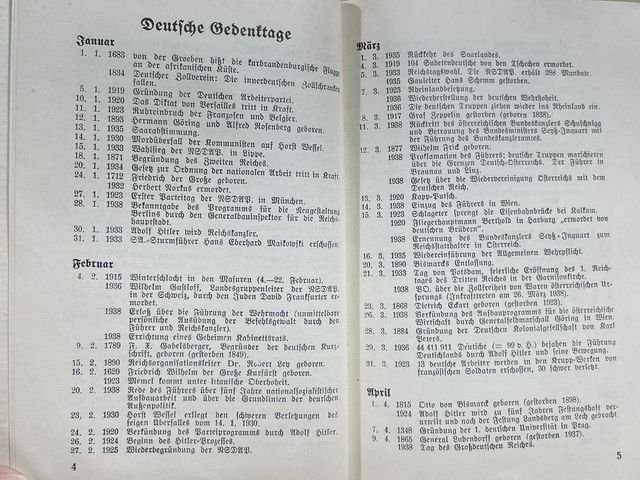 Deutsche Gedenktage
Januar
1. 1. 1683 von der Groeben hißt die kurbrandenburgische Flagge
an der afrikanischen Küste.
1834 Deutscher Zollverein: Die innerdeutschen Zollschranken
fallen.
5. 1. 1919 Gründung der Deutschen Arbeiterpartei.
10. 1. 1920 Das Diktat von Versailles tritt in Kraft.
11. 1. 1923 Ruhreinbruch der Franzosen und Belgier.
12. 1. 1893 Hermann Göring und Alfred Rosenberg geboren.
13. 1. 1935 Saarabstimmung.
14. 1. 1930 Mordüberfall der Kommunisten auf Horst Wessel.
15. 1. 1933 Wahlsieg der NSDAP. in Lippe.
18. 1. 1871 Begründung des Zweiten Reichs.
20. 1. 1934 Gesetz zur Ordnung der nationalen Arbeit tritt in Kraft.
24. 1. 1712 Friedrich der Große geboren.
1932 Herbert Norkus ermordet.
27. 1. 1923 Erster Parteitag der NSDAP. in München.
28. 1. 1938 Bekanntgabe des Programms für die Neugestaltung
Berlins durch den Generalbauinspektor für die Reichs-
hauptstadt.
30. 1. 1933 Adolf Hitler wird Reichskanzler.
31. 1. 1933 SA.-Sturmführer Hans Eberhard Maikowski erschossen.
Februar
4. 2. 1915 Winterschlacht in den Masuren (4.—22. Februar).
1936 Wilhelm Gustloff, Landesgruppenleiter der NSDAP.
in der Schweiz, durch den Juden David Frankfurter er-
mordet.
1938 Erlaß über die Führung der Wehrmacht (unmittelbare
persönliche Ausübung der Befehlsgewalt durch den
Führer und Reichskanzler).
1938 Errichtung eines Geheimen Kabinettsrats.
9. 2. 1789 F. X. Gabelsberger, Begründer der deutschen Kurz-
schrift, geboren (gestorben 1849).
15. 2. 1890 Reichsorganisationsleiter Dr. Robert Ley geboren.
16. 2. 1620 Friedrich Wilhelm der Große Kurfürst geboren.
1923 Memel kommt unter litauische Oberhoheit.
20. 2. 1938 Rede des Führers über fünf Jahre nationalsozialistischer
Aufbauarbeit und über die Grundlinien der deutschen
Außenpolitik.
23. 2. 1930 Horst Wessel erliegt den schweren Verletzungen des
feigen Überfalls vom 14. 1. 1930.
24. 2. 1920 Verkündung des Parteiprogramms durch Adolf Hitler.
26. 2. 1924 Beginn des Hitler-Prozesses.
27. 2. 1925 Wiederbegründung der NSDAP.
4
März
1. 3. 1935 Rückkehr des Saarlandes.
4. 3. 1919 104 Sudetendeutsche von den Tschechen ermordet.
5. 3. 1933 Reichstagswahl. Die NSDAP. erhält 288 Mandate.
1935 Gauleiter Hans Schemm gestorben.
7. 3. 1923 Rheinlandbesetzung.
1936 Wiederherstellung der deutschen Wehrhoheit.
1936 Die deutschen Truppen ziehen wieder ins Rheinland ein.
8. 3. 1917 Graf Zeppelin gestorben (geboren 1838).
11. 3. 1938 Rücktritt des österreichischen Bundeskanzlers Schuschnigg
und Betrauung des Bundesministers Seyß-Inquart mit
der Führung des Bundeskanzleramtes.
12. 3. 1877 Wilhelm Frick geboren.
1938 Proklamation des Führers: deutsche Truppen marschieren
über die Grenzen Deutsch-Österreichs. Der Führer in
Braunau und Linz.
1938 Gesetz über die Wiedervereinigung Österreichs mit dem
Deutschen Reich.
13. 3. 1920 Kapp-Putsch.
14. 3. 1938 Einzug des Führers in Wien.
15. 3. 1923 Schlageter sprengt die Eisenbahnbrücke bei Kalkum.
1920 Fliegerhauptmann Berthold in Harburg „ermordet von
deutschen Brüdern“.
1938 Ernennung des Bundeskanzlers Seyß-Inquart zum
Reichsstatthalter in Österreich.
16. 3. 1935 Wiedereinführung der Allgemeinen Wehrpflicht.
20. 3. 1890 Bismarcks Entlassung.
21. 3. 1933 Tag von Potsdam, feierliche Eröffnung des 1. Reichs-
tages des Dritten Reiches in der Garnisonkirche.
1938 VO. über die Zollfreiheit von Waren österreichischen Ur-
sprungs (Inkrafttreten am 26. März 1938).
23. 3. 1868 Dietrich Eckart geboren (gestorben 1923).
26. 3. 1938 Verkündung des Aufbauprogramms für die österreichische
Wirtschaft durch Generalfeldmarschall Göring in Wien.
28. 3. 1884 Gründung der Deutschen Kolonialgesellschaft von Karl
Peters.
29. 3. 1936 44 411 911 Deutsche (= 99 v. H.) bejahen die Führung
Deutschlands durch Adolf Hitler und seine Bewegung.
31. 3. 1923 13 deutsche Arbeiter werden in den Krupp-Werken von
französischen Soldaten erschossen, 30 schwer verletzt.
April
1. 4. 1815 Otto von Bismarck geboren (gestorben 1898).
1924 Adolf Hitler wird zu fünf Jahren Festungshaft ver-
urteilt und nach der Festung Landsberg am Lech gebracht.
7. 4. 1348 Gründung der 1. deutschen Universität in Prag.
9. 4. 1865 General Ludendorff geboren (gestorben 1937).
1938 Tag des Großdeutschen Reichs.
5